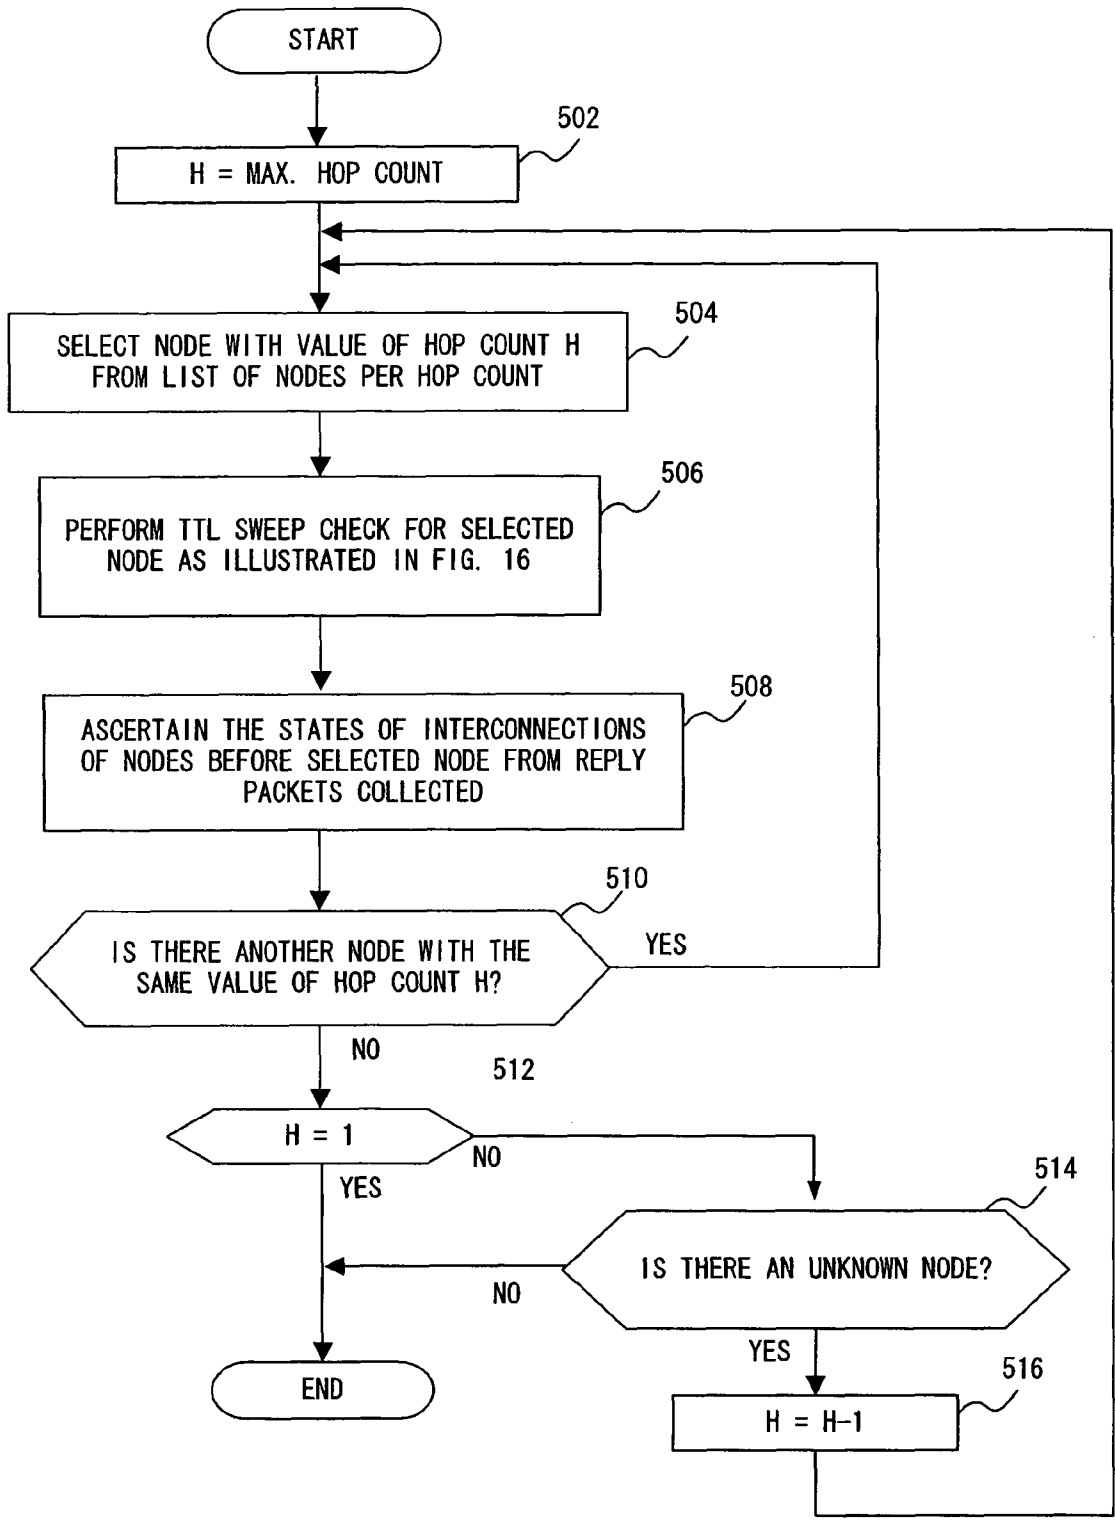 START
502
H = MAX. HOP COUNT
504
SELECT NODE WITH VALUE OF HOP COUNT H
FROM LIST OF NODES PER HOP COUNT
506
PERFORM TTL SWEEP CHECK FOR SELECTED
NODE AS ILLUSTRATED IN FIG. 16
508
ASCERTAIN THE STATES OF INTERCONNECTIONS
OF NODES BEFORE SELECTED NODE FROM REPLY
PACKETS COLLECTED
510
IS THERE ANOTHER NODE WITH THE
SAME VALUE OF HOP COUNT H?
YES
NO
512
H = 1
NO
YES
514
IS THERE AN UNKNOWN NODE?
NO
YES
END
516
H = H-1